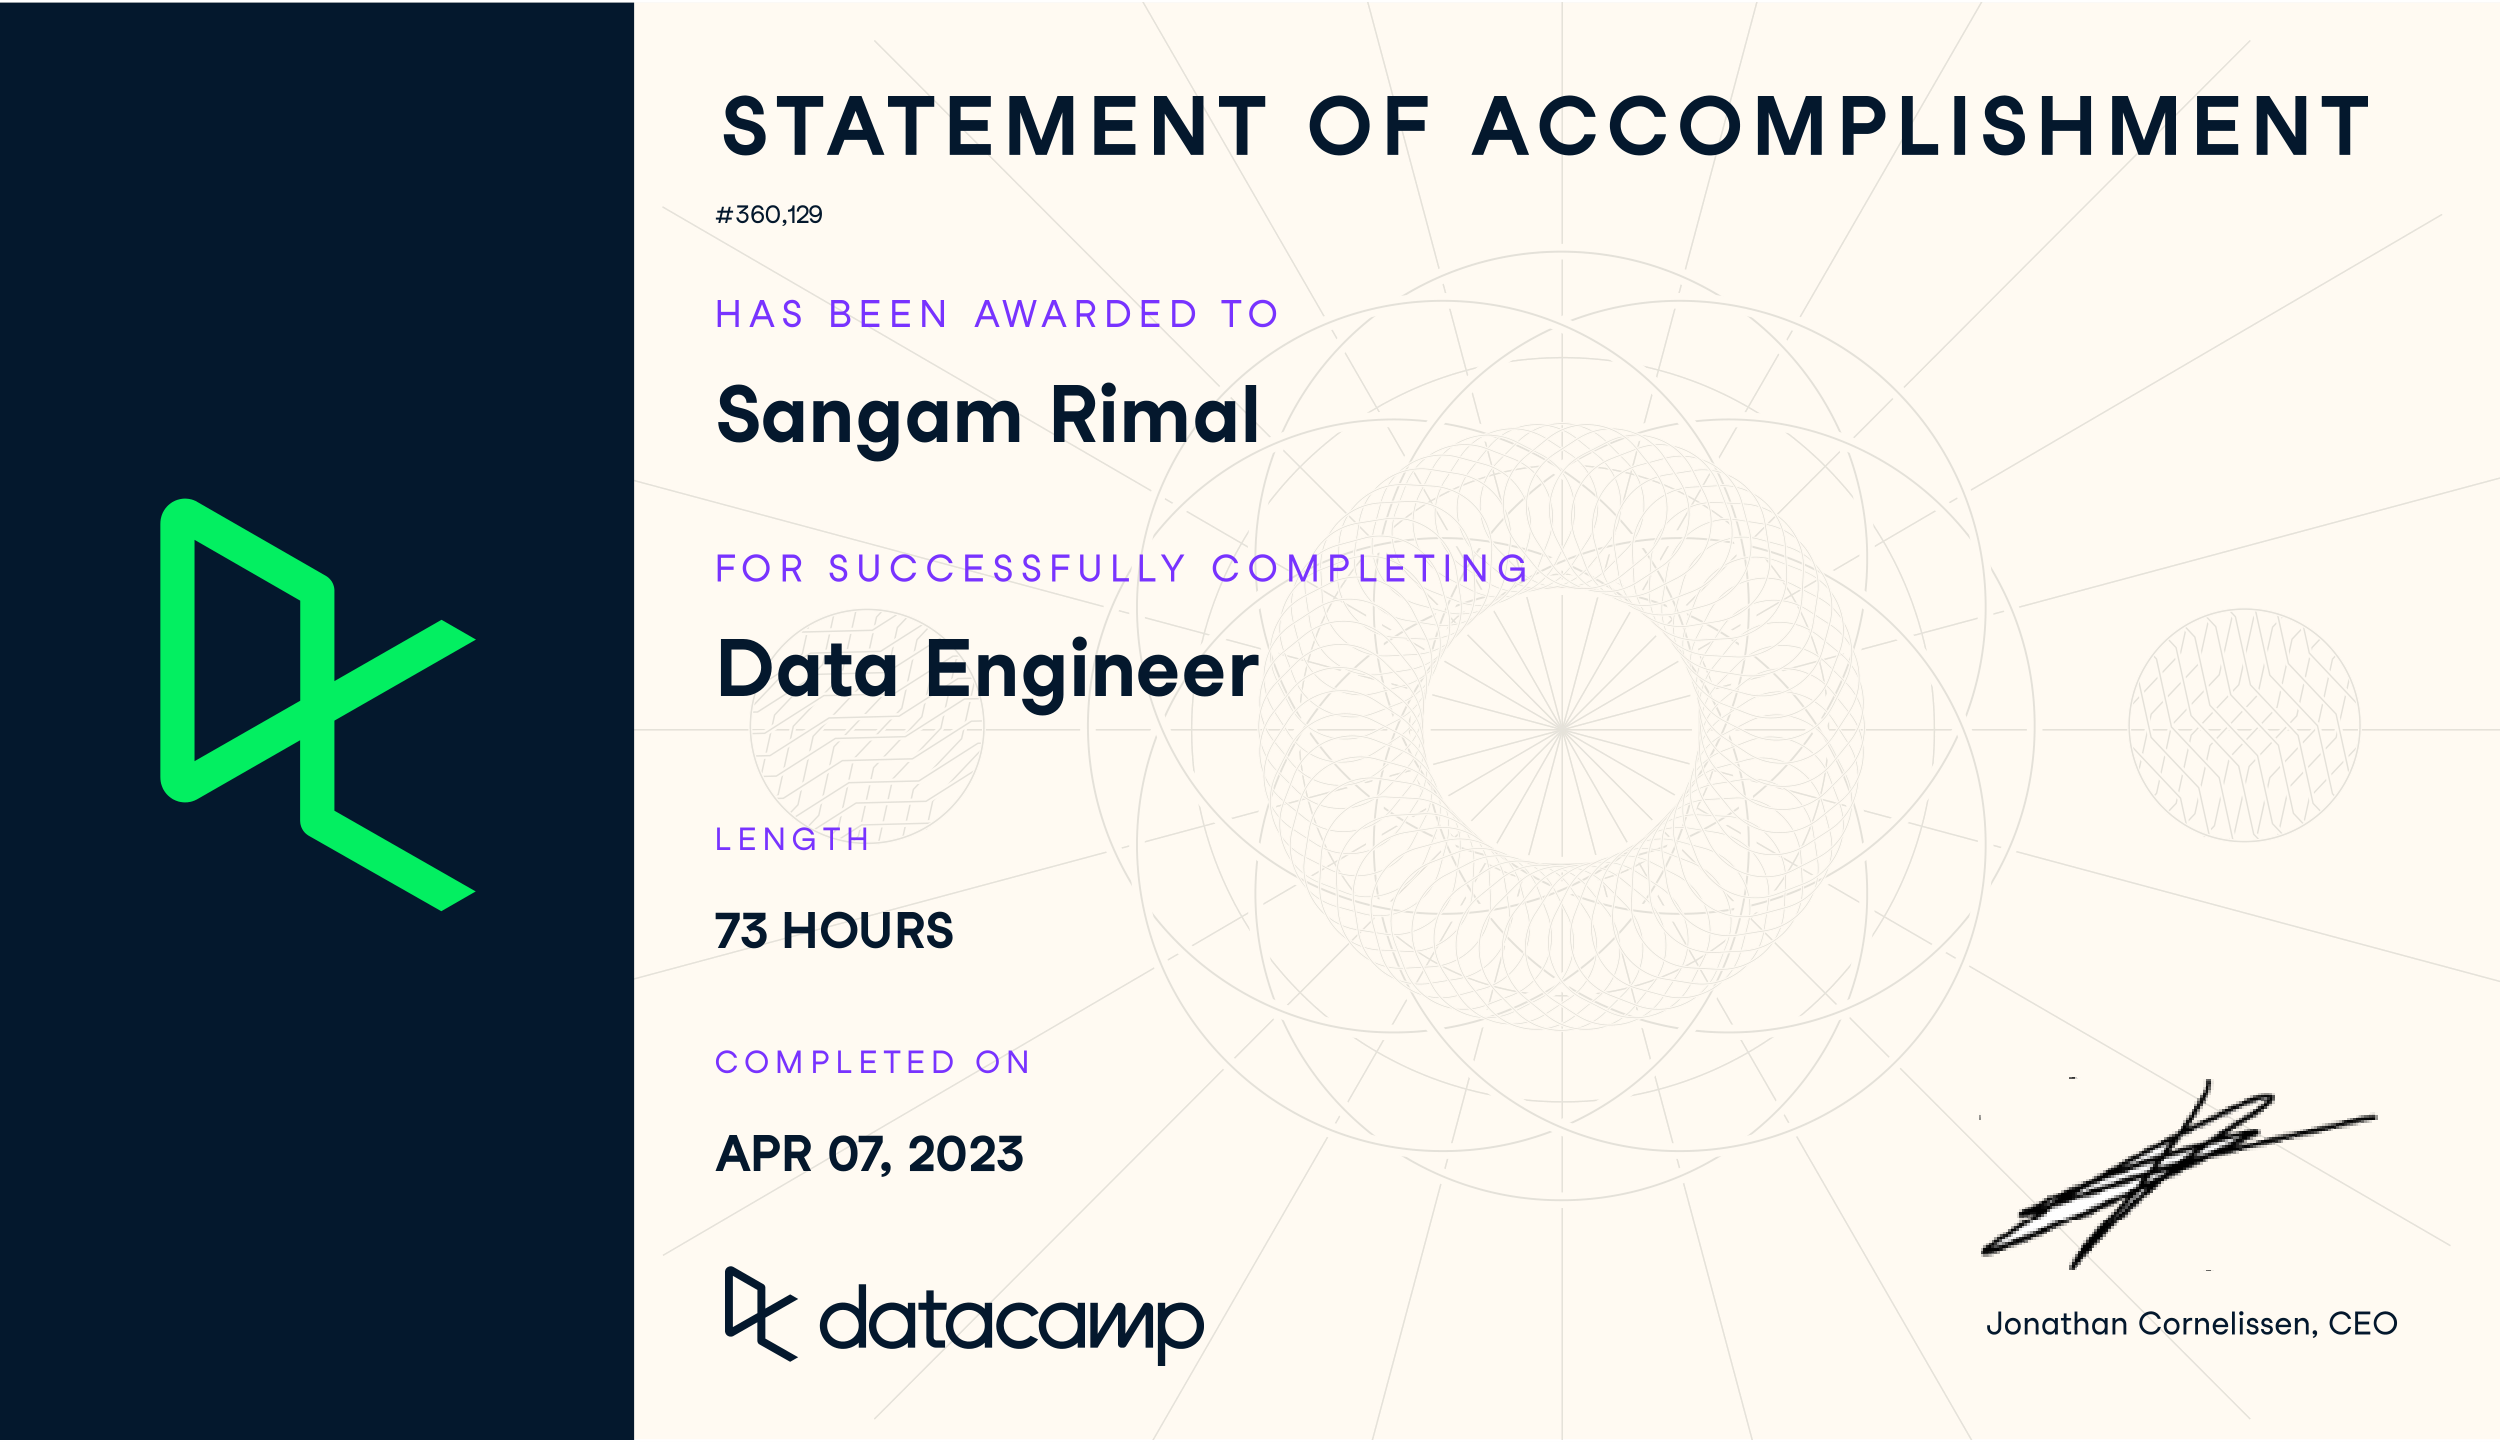 STATEMENT OF ACCOMPLISHMENT
#360,129
HAS BEEN AWARDED TO
Sangam Rimal
FOR SUCCESSFULLY COMPLETING
Data Engineer
LENGTH
73 HOURS
COMPLETED ON
APR 07, 2023
datacamp
Jonathan Cornelissen, CEO